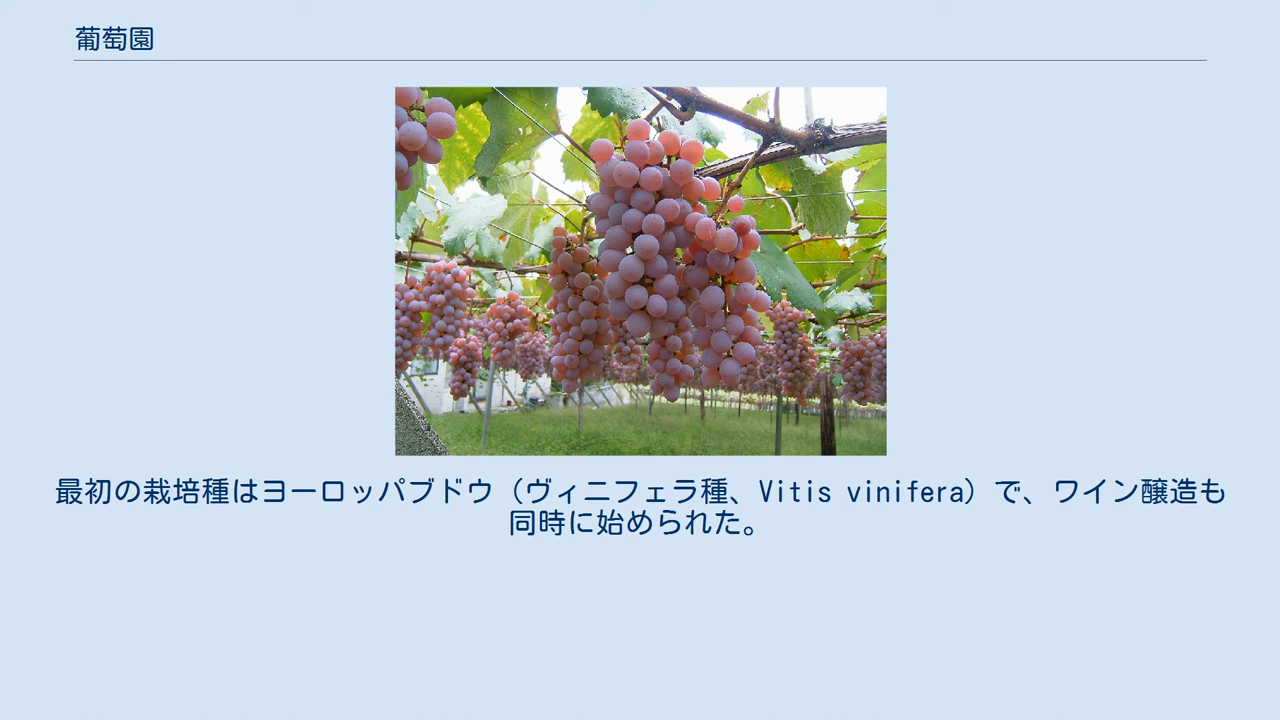 葡萄園
最初の栽培種はヨーロッパブドウ（ヴィニフェラ種、Vitis vinifera）で、ワイン醸造も
同時に始められた。